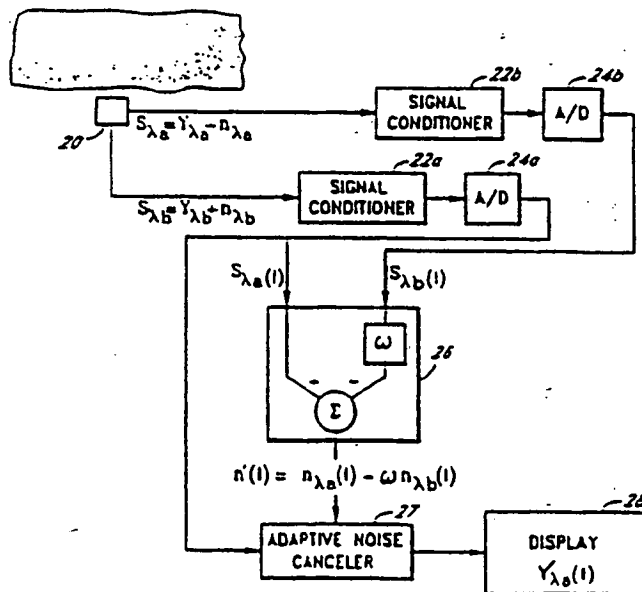 22b
24b
SIGNAL
CONDITIONER
A/D
20
Sλa=Yλa-nλa
22a
24a
SIGNAL
CONDITIONER
A/D
Sλb=Yλb+nλb
Sλa(l)
Sλb(l)
ω
26
+ -
Σ
n'(l) = nλa(l) - ωnλb(l)
27
28
ADAPTIVE NOISE
CANCELER
DISPLAY
Yλa(l)